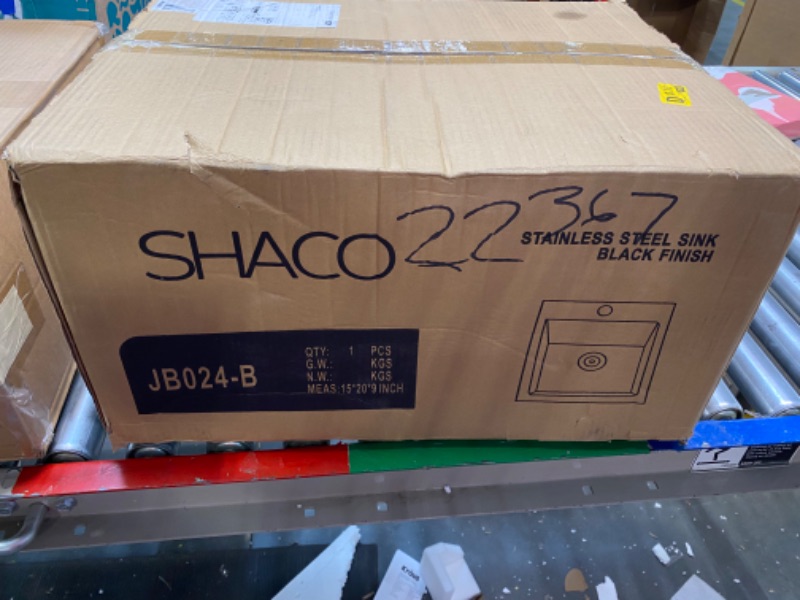 SHACO
22367
STAINLESS STEEL SINK
BLACK FINISH
JB024-B
QTY: 1 PCS
G.W.: KGS
N.W.: KGS
MEAS:15*20*9 INCH